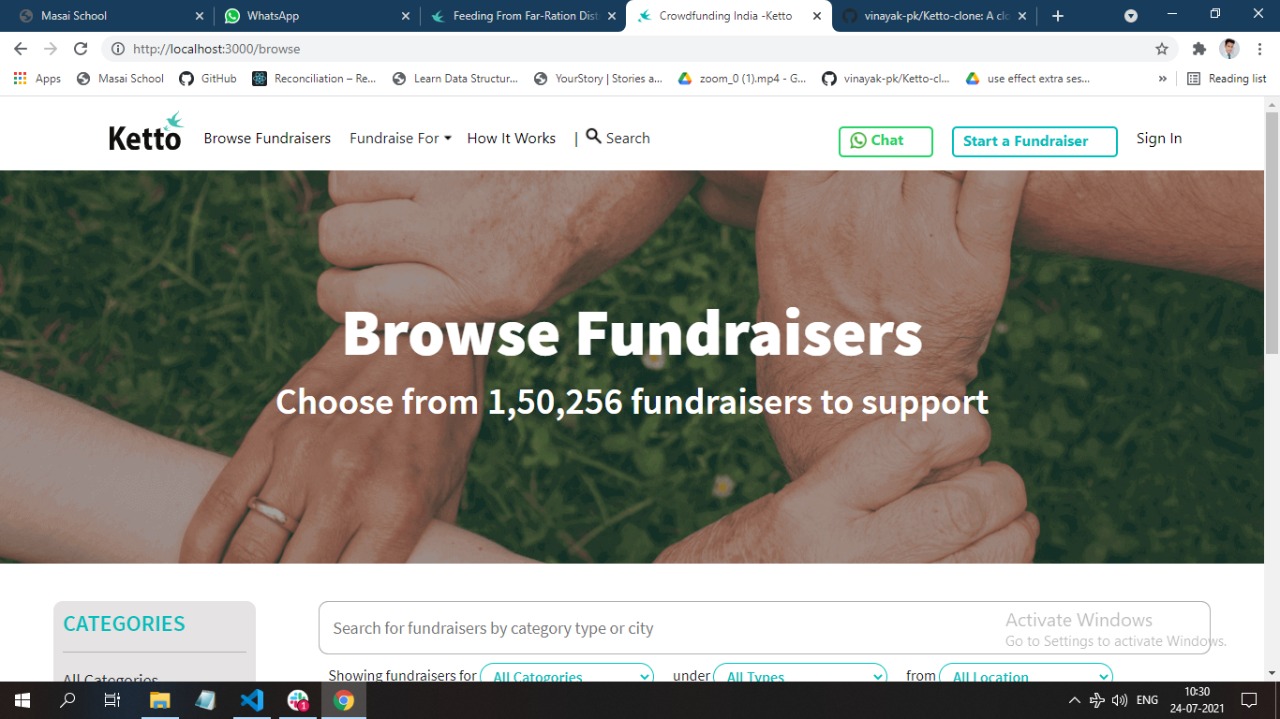 Masai School
WhatsApp
Feeding From Far-Ration Dist
Crowdfunding India -Ketto
vinayak-pk/Ketto-clone: A clo
http://localhost:3000/browse
Apps
Masai School
GitHub
Reconciliation – Re...
Learn Data Structur...
YourStory | Stories a...
zoom_0 (1).mp4 - G...
vinayak-pk/Ketto-cl...
use effect extra ses...
»
Reading list
Ketto
Browse Fundraisers
Fundraise For
How It Works
| Search
Chat
Start a Fundraiser
Sign In
Browse Fundraisers
Choose from 1,50,256 fundraisers to support
CATEGORIES
All Categories
Search for fundraisers by category type or city
Showing fundraisers for All Catogories under All Types from All Location
Activate Windows
Go to Settings to activate Windows.
1
ENG
10:30
24-07-2021